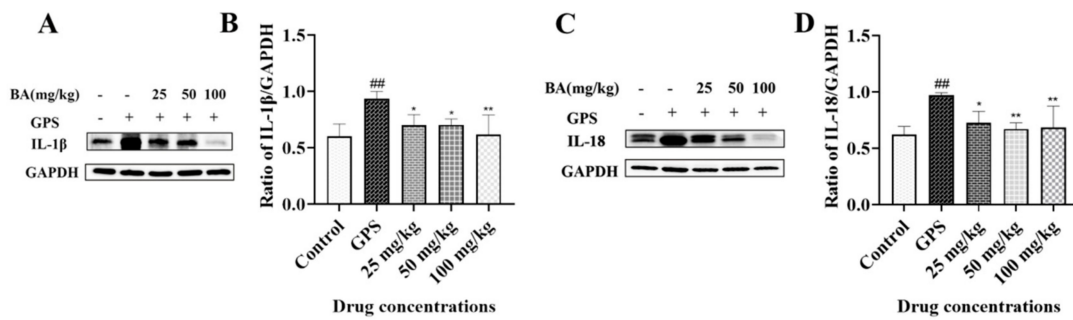 A
BA(mg/kg) - - 25 50 100
GPS - + + + +
IL-1β
GAPDH
B
Ratio of IL-1β/GAPDH
1.5
1.0
0.5
0.0
##
*
*
**
Control
GPS
25 mg/kg
50 mg/kg
100 mg/kg
Drug concentrations
C
BA(mg/kg) - - 25 50 100
GPS - + + + +
IL-18
GAPDH
D
Ratio of IL-18/GAPDH
1.5
1.0
0.5
0.0
##
*
**
**
Control
GPS
25 mg/kg
50 mg/kg
100 mg/kg
Drug concentrations